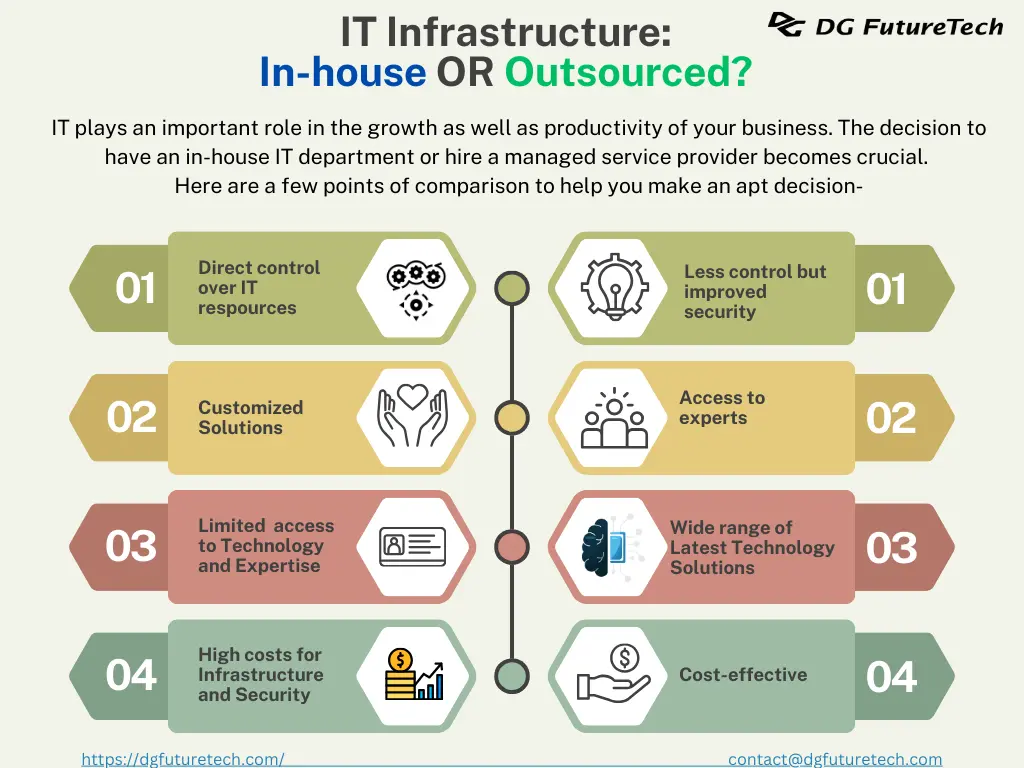 IT Infrastructure:
DG FutureTech
In-house OR Outsourced?
IT plays an important role in the growth as well as productivity of your business. The decision to
have an in-house IT department or hire a managed service provider becomes crucial.
Here are a few points of comparison to help you make an apt decision-
01
Direct control
over IT
respources
Less control but
improved
security
01
02
Customized
Solutions
Access to
experts
02
03
Limited access
to Technology
and Expertise
Wide range of
Latest Technology
Solutions
03
04
High costs for
Infrastructure
and Security
$
$
Cost-effective
04
https://dgfuturetech.com/
contact@dgfuturetech.com